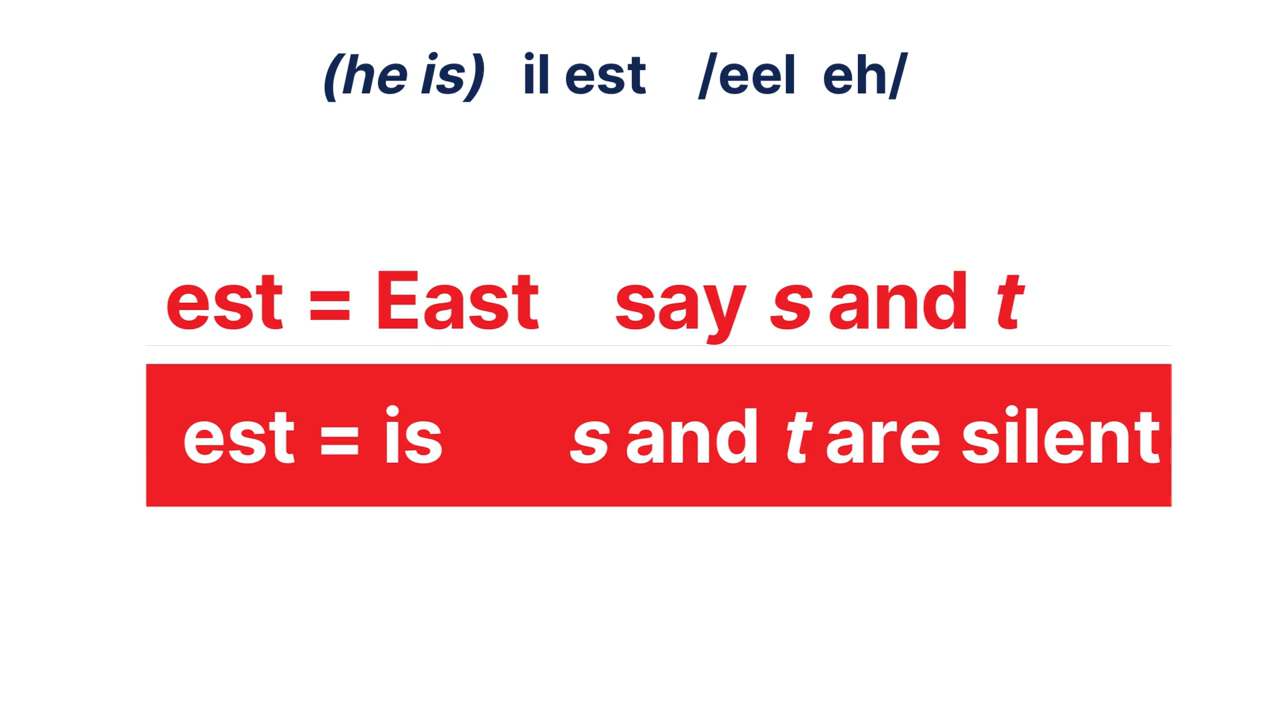 (he is) il est /eel eh/
est = East say s and t
est = is s and t are silent